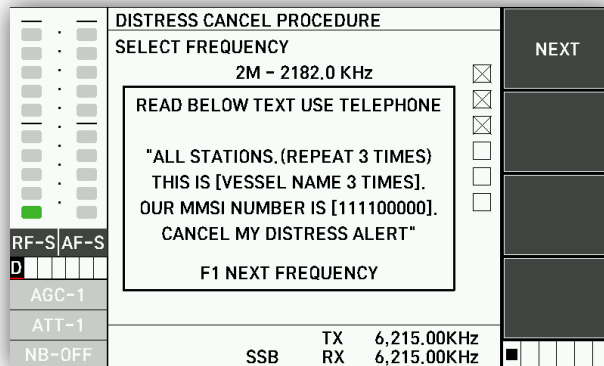 DISTRESS CANCEL PROCEDURE
SELECT FREQUENCY
2M - 2182.0 KHz
READ BELOW TEXT USE TELEPHONE
"ALL STATIONS,(REPEAT 3 TIMES)
THIS IS [VESSEL NAME 3 TIMES].
OUR MMSI NUMBER IS [111100000].
CANCEL MY DISTRESS ALERT"
F1 NEXT FREQUENCY
NEXT
RF-S AF-S
D
AGC-1
ATT-1
NB-OFF
TX 6,215.00KHz
SSB RX 6,215.00KHz